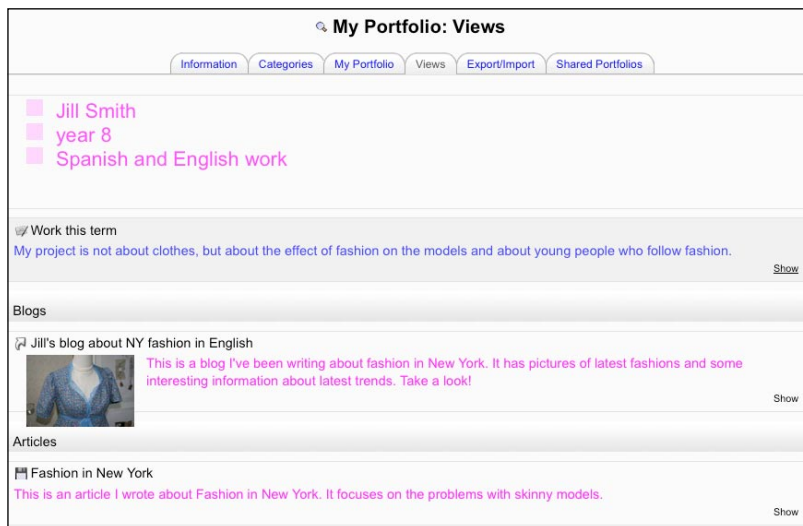 My Portfolio: Views
Information Categories My Portfolio Views Export/Import Shared Portfolios
Jill Smith
year 8
Spanish and English work
Work this term
My project is not about clothes, but about the effect of fashion on the models and about young people who follow fashion.
Show
Blogs
Jill's blog about NY fashion in English
This is a blog I've been writing about fashion in New York. It has pictures of latest fashions and some
interesting information about latest trends. Take a look!
Show
Articles
Fashion in New York
This is an article I wrote about Fashion in New York. It focuses on the problems with skinny models.
Show